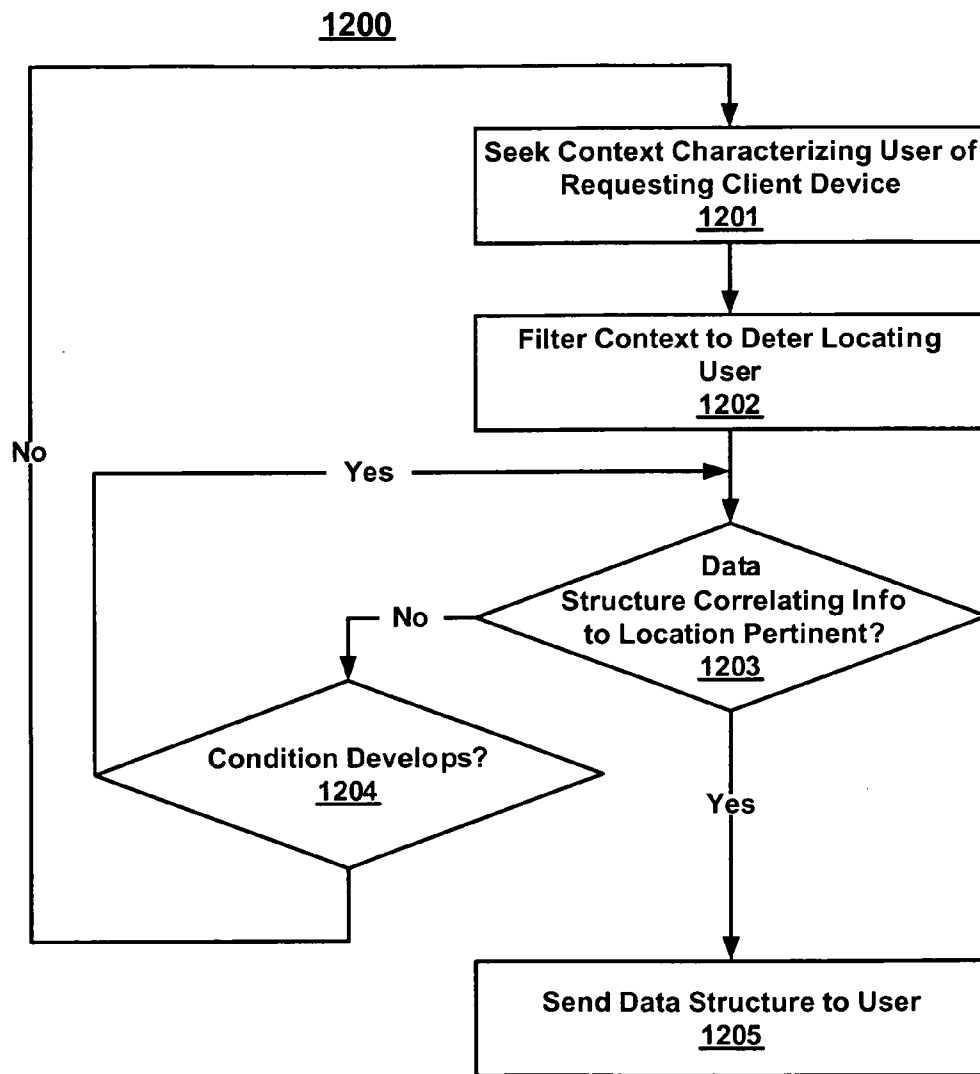 1200
Seek Context Characterizing User of
Requesting Client Device
1201
Filter Context to Deter Locating
User
1202
No
Yes
Data
Structure Correlating Info
to Location Pertinent?
1203
No
Condition Develops?
1204
Yes
Send Data Structure to User
1205